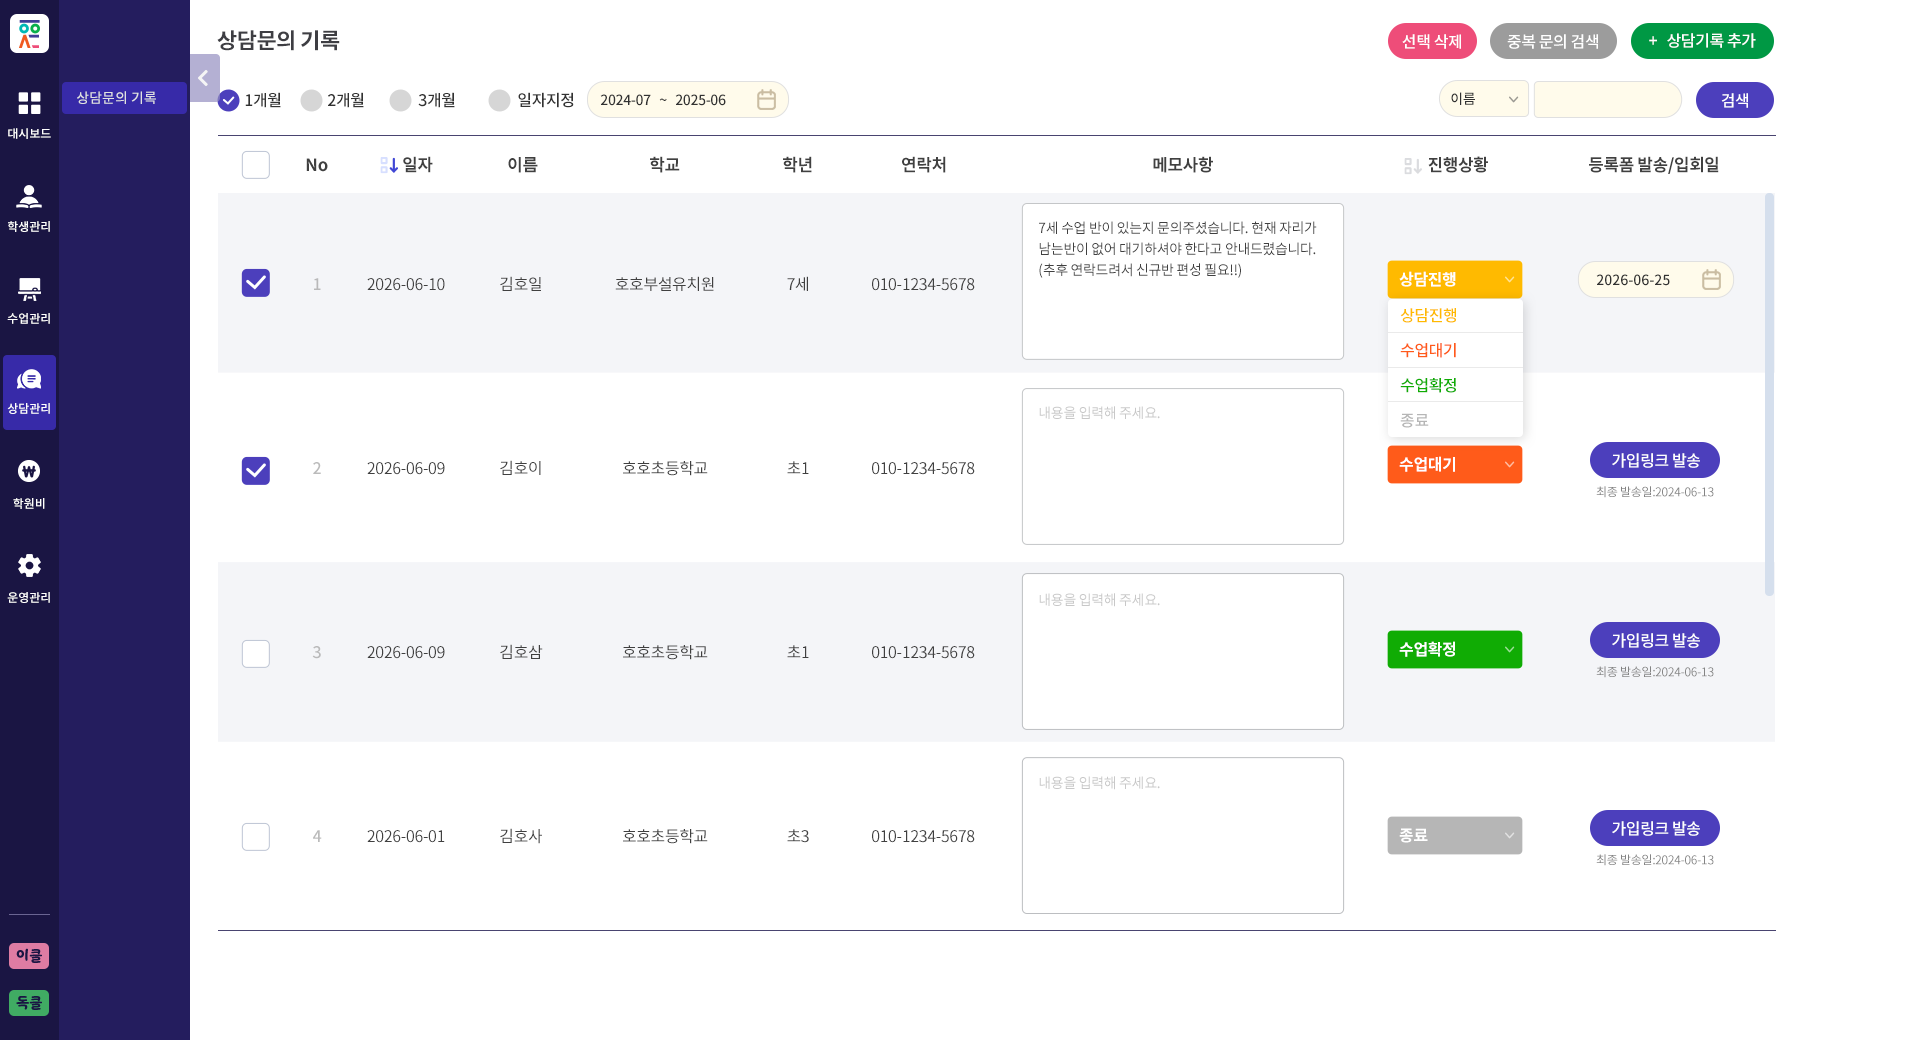 대시보드
학생관리
수업관리
상담관리
학원비
운영관리
이클
독클
상담문의 기록
상담문의 기록
선택 삭제
중복 문의 검색
+ 상담기록 추가
1개월 2개월 3개월 일자지정 2024-07 ~ 2025-06
이름 검색
No 일자 이름 학교 학년 연락처 메모사항 진행상황 등록폼 발송/입회일
1 2026-06-10 김호일 호호부설유치원 7세 010-1234-5678
7세 수업 반이 있는지 문의주셨습니다. 현재 자리가
남는반이 없어 대기하셔야 한다고 안내드렸습니다.
(추후 연락드려서 신규반 편성 필요!!)
상담진행
상담진행
수업대기
수업확정
종료
2026-06-25
2 2026-06-09 김호이 호호초등학교 초1 010-1234-5678
내용을 입력해 주세요.
수업대기
가입링크 발송
최종 발송일:2024-06-13
3 2026-06-09 김호삼 호호초등학교 초1 010-1234-5678
내용을 입력해 주세요.
수업확정
가입링크 발송
최종 발송일:2024-06-13
4 2026-06-01 김호사 호호초등학교 초3 010-1234-5678
내용을 입력해 주세요.
종료
가입링크 발송
최종 발송일:2024-06-13